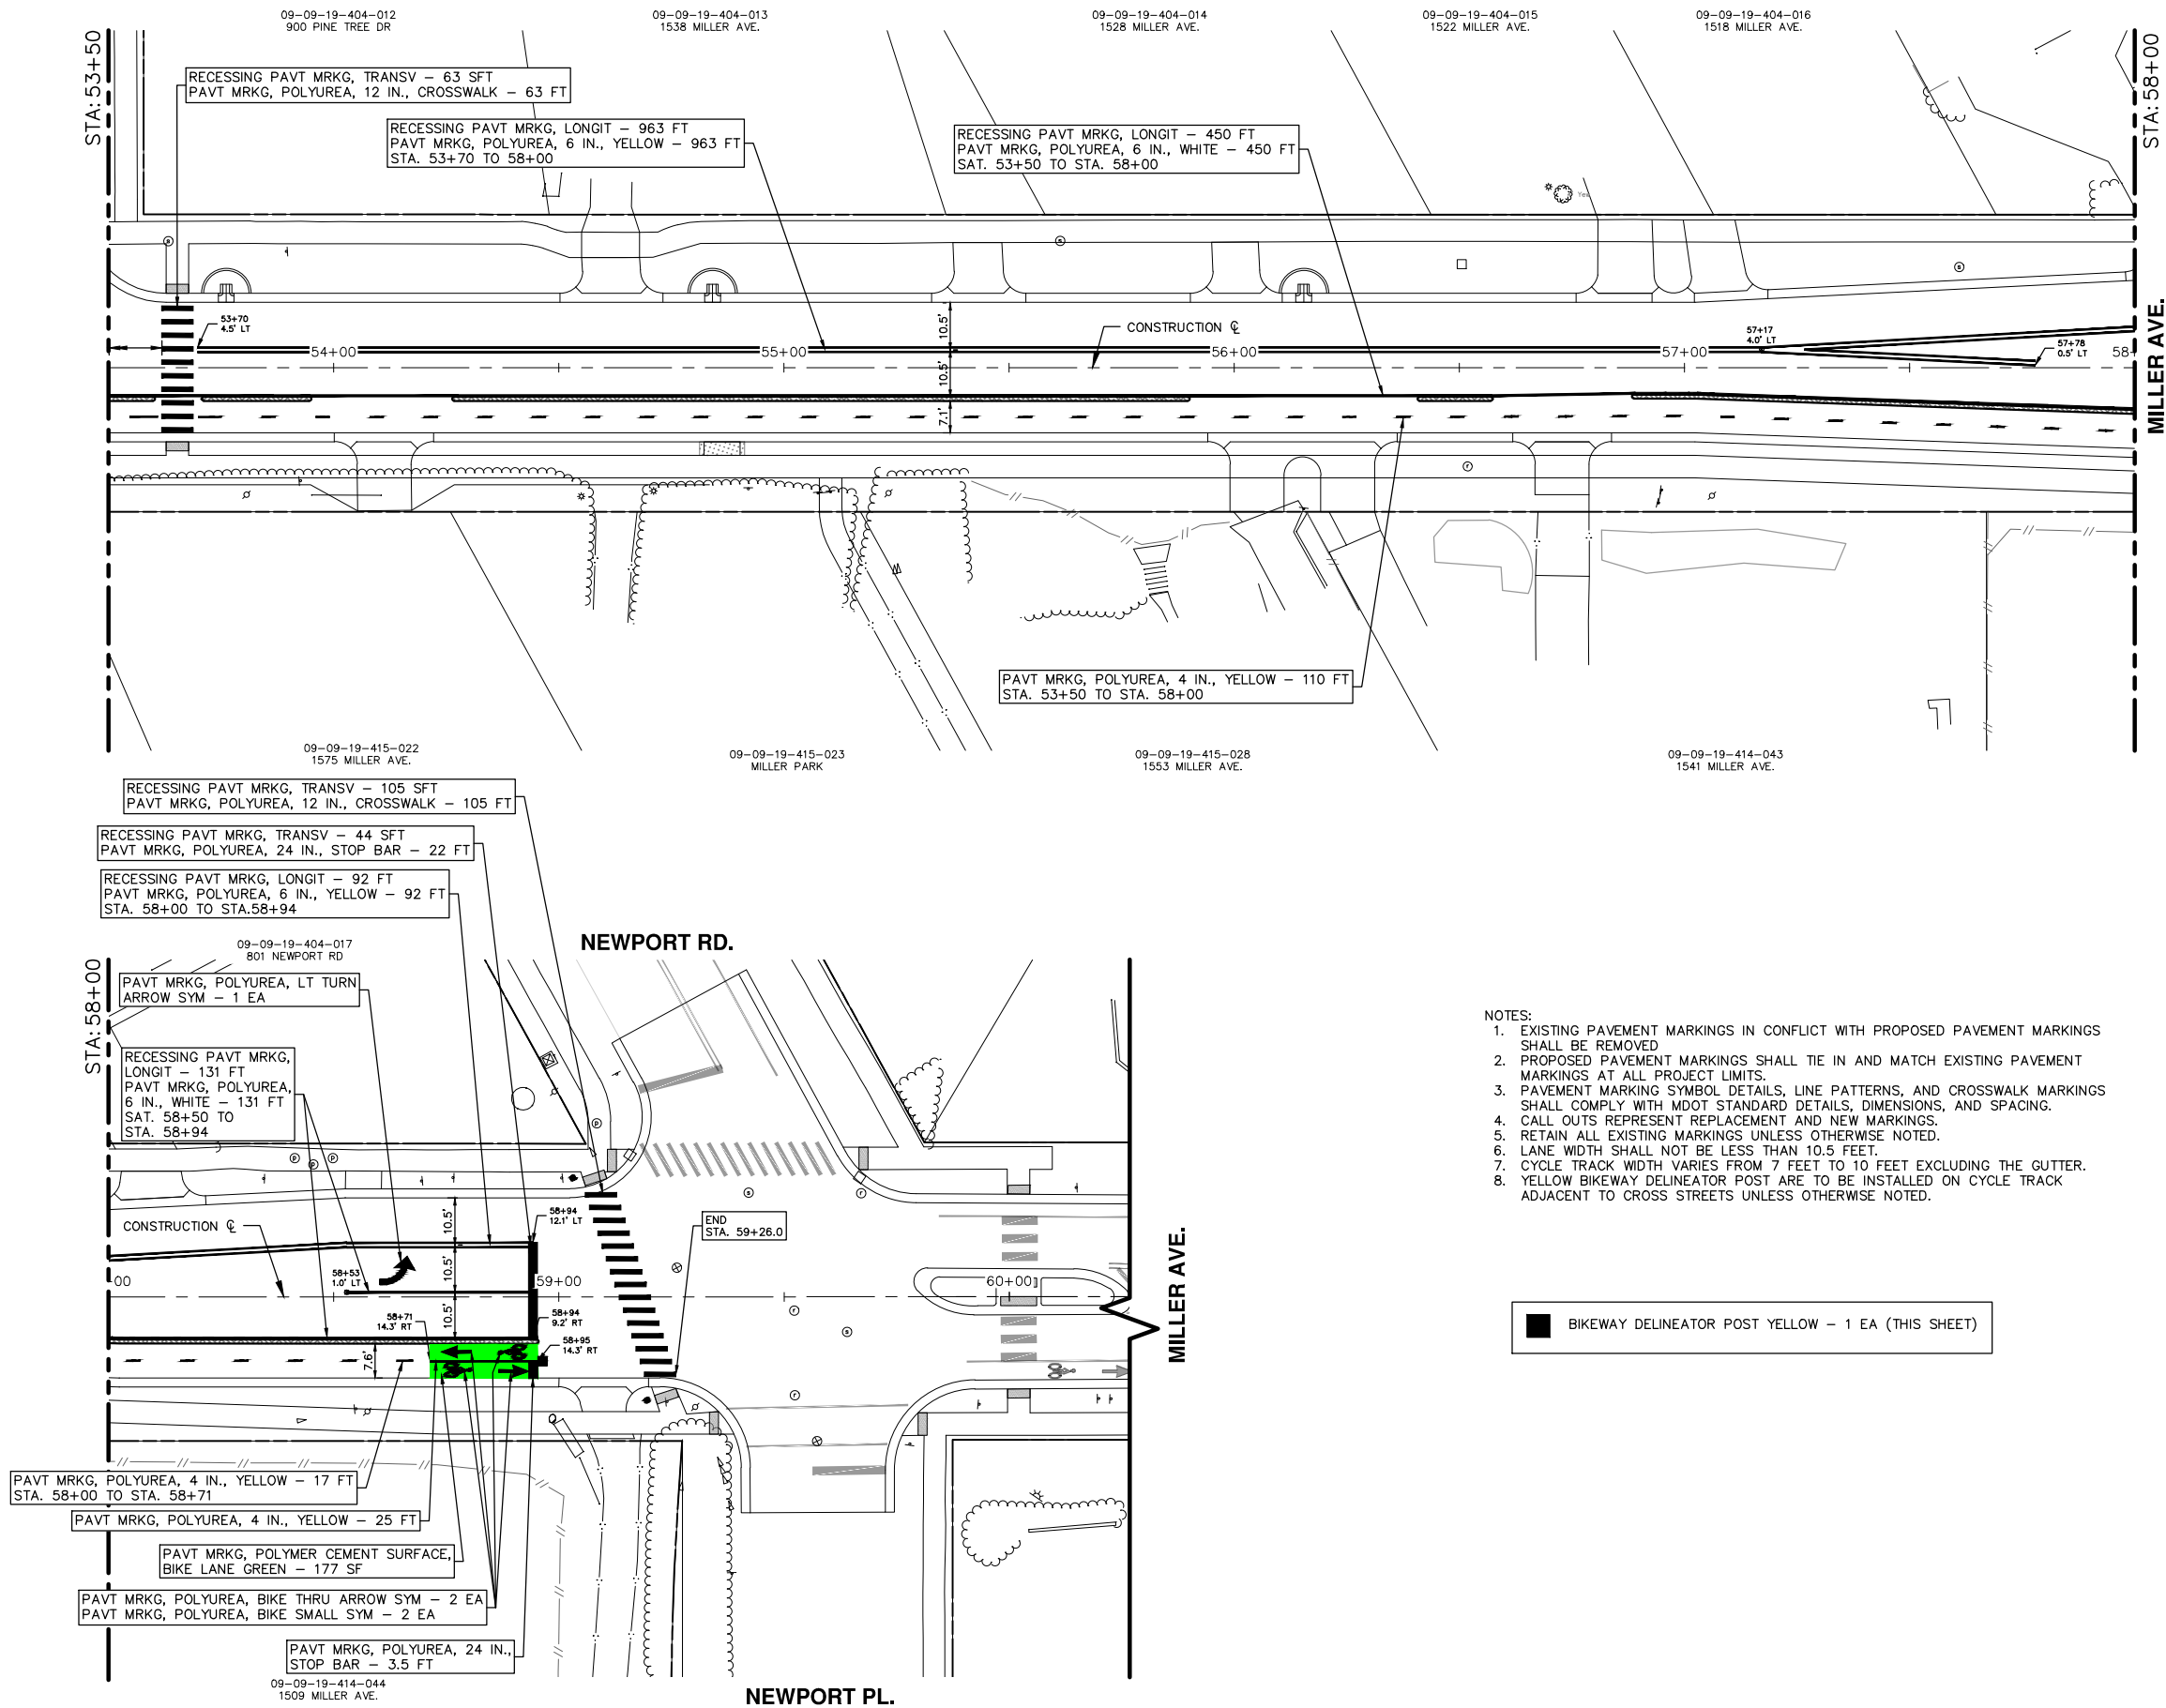 09-09-19-404-012
900 PINE TREE DR
09-09-19-404-013
1538 MILLER AVE.
09-09-19-404-014
1528 MILLER AVE.
09-09-19-404-015
1522 MILLER AVE.
09-09-19-404-016
1518 MILLER AVE.
STA: 53+50
STA: 58+00
RECESSING PAVT MRKG, TRANSV – 63 SFT
PAVT MRKG, POLYUREA, 12 IN., CROSSWALK – 63 FT
RECESSING PAVT MRKG, LONGIT – 963 FT
PAVT MRKG, POLYUREA, 6 IN., YELLOW – 963 FT
STA. 53+70 TO 58+00
RECESSING PAVT MRKG, LONGIT – 450 FT
PAVT MRKG, POLYUREA, 6 IN., WHITE – 450 FT
SAT. 53+50 TO STA. 58+00
53+70
4.5' LT
54+00
55+00
10.5'
10.5'
7.1'
CONSTRUCTION ℄
56+00
57+00
57+17
4.0' LT
57+78
0.5' LT
58+
MILLER AVE.
PAVT MRKG, POLYUREA, 4 IN., YELLOW – 110 FT
STA. 53+50 TO STA. 58+00
09-09-19-415-022
1575 MILLER AVE.
09-09-19-415-023
MILLER PARK
09-09-19-415-028
1553 MILLER AVE.
09-09-19-414-043
1541 MILLER AVE.
RECESSING PAVT MRKG, TRANSV – 105 SFT
PAVT MRKG, POLYUREA, 12 IN., CROSSWALK – 105 FT
RECESSING PAVT MRKG, TRANSV – 44 SFT
PAVT MRKG, POLYUREA, 24 IN., STOP BAR – 22 FT
RECESSING PAVT MRKG, LONGIT – 92 FT
PAVT MRKG, POLYUREA, 6 IN., YELLOW – 92 FT
STA. 58+00 TO STA.58+94
09-09-19-404-017
801 NEWPORT RD
NEWPORT RD.
STA: 58+00
PAVT MRKG, POLYUREA, LT TURN
ARROW SYM – 1 EA
RECESSING PAVT MRKG,
LONGIT – 131 FT
PAVT MRKG, POLYUREA,
6 IN., WHITE – 131 FT
SAT. 58+50 TO
STA. 58+94
CONSTRUCTION ℄
00
58+53
1.0' LT
10.5'
10.5'
10.5'
7.6'
58+94
12.1' LT
59+00
58+94
9.2' RT
58+71
14.3' RT
58+95
14.3' RT
END
STA. 59+26.0
60+00
MILLER AVE.
PAVT MRKG, POLYUREA, 4 IN., YELLOW – 17 FT
STA. 58+00 TO STA. 58+71
PAVT MRKG, POLYUREA, 4 IN., YELLOW – 25 FT
PAVT MRKG, POLYMER CEMENT SURFACE,
BIKE LANE GREEN – 177 SF
PAVT MRKG, POLYUREA, BIKE THRU ARROW SYM – 2 EA
PAVT MRKG, POLYUREA, BIKE SMALL SYM – 2 EA
PAVT MRKG, POLYUREA, 24 IN.,
STOP BAR – 3.5 FT
09-09-19-414-044
1509 MILLER AVE.
NEWPORT PL.
NOTES:
1. EXISTING PAVEMENT MARKINGS IN CONFLICT WITH PROPOSED PAVEMENT MARKINGS
SHALL BE REMOVED
2. PROPOSED PAVEMENT MARKINGS SHALL TIE IN AND MATCH EXISTING PAVEMENT
MARKINGS AT ALL PROJECT LIMITS.
3. PAVEMENT MARKING SYMBOL DETAILS, LINE PATTERNS, AND CROSSWALK MARKINGS
SHALL COMPLY WITH MDOT STANDARD DETAILS, DIMENSIONS, AND SPACING.
4. CALL OUTS REPRESENT REPLACEMENT AND NEW MARKINGS.
5. RETAIN ALL EXISTING MARKINGS UNLESS OTHERWISE NOTED.
6. LANE WIDTH SHALL NOT BE LESS THAN 10.5 FEET.
7. CYCLE TRACK WIDTH VARIES FROM 7 FEET TO 10 FEET EXCLUDING THE GUTTER.
8. YELLOW BIKEWAY DELINEATOR POST ARE TO BE INSTALLED ON CYCLE TRACK
ADJACENT TO CROSS STREETS UNLESS OTHERWISE NOTED.
BIKEWAY DELINEATOR POST YELLOW – 1 EA (THIS SHEET)